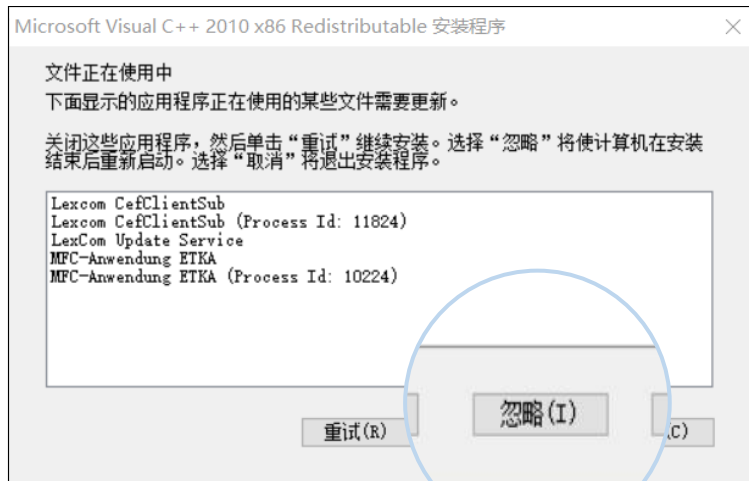 Microsoft Visual C++ 2010 x86 Redistributable 安装程序
文件正在使用中
下面显示的应用程序正在使用的某些文件需要更新。
关闭这些应用程序，然后单击“重试”继续安装。选择“忽略”将使计算机在安装
结束后重新启动。选择“取消”将退出安装程序。
Lexcom CefClientSub
Lexcom CefClientSub (Process Id: 11824)
LexCom Update Service
MFC-Anwendung ETKA
MFC-Anwendung ETKA (Process Id: 10224)
重试(R) 忽略(I) (C)